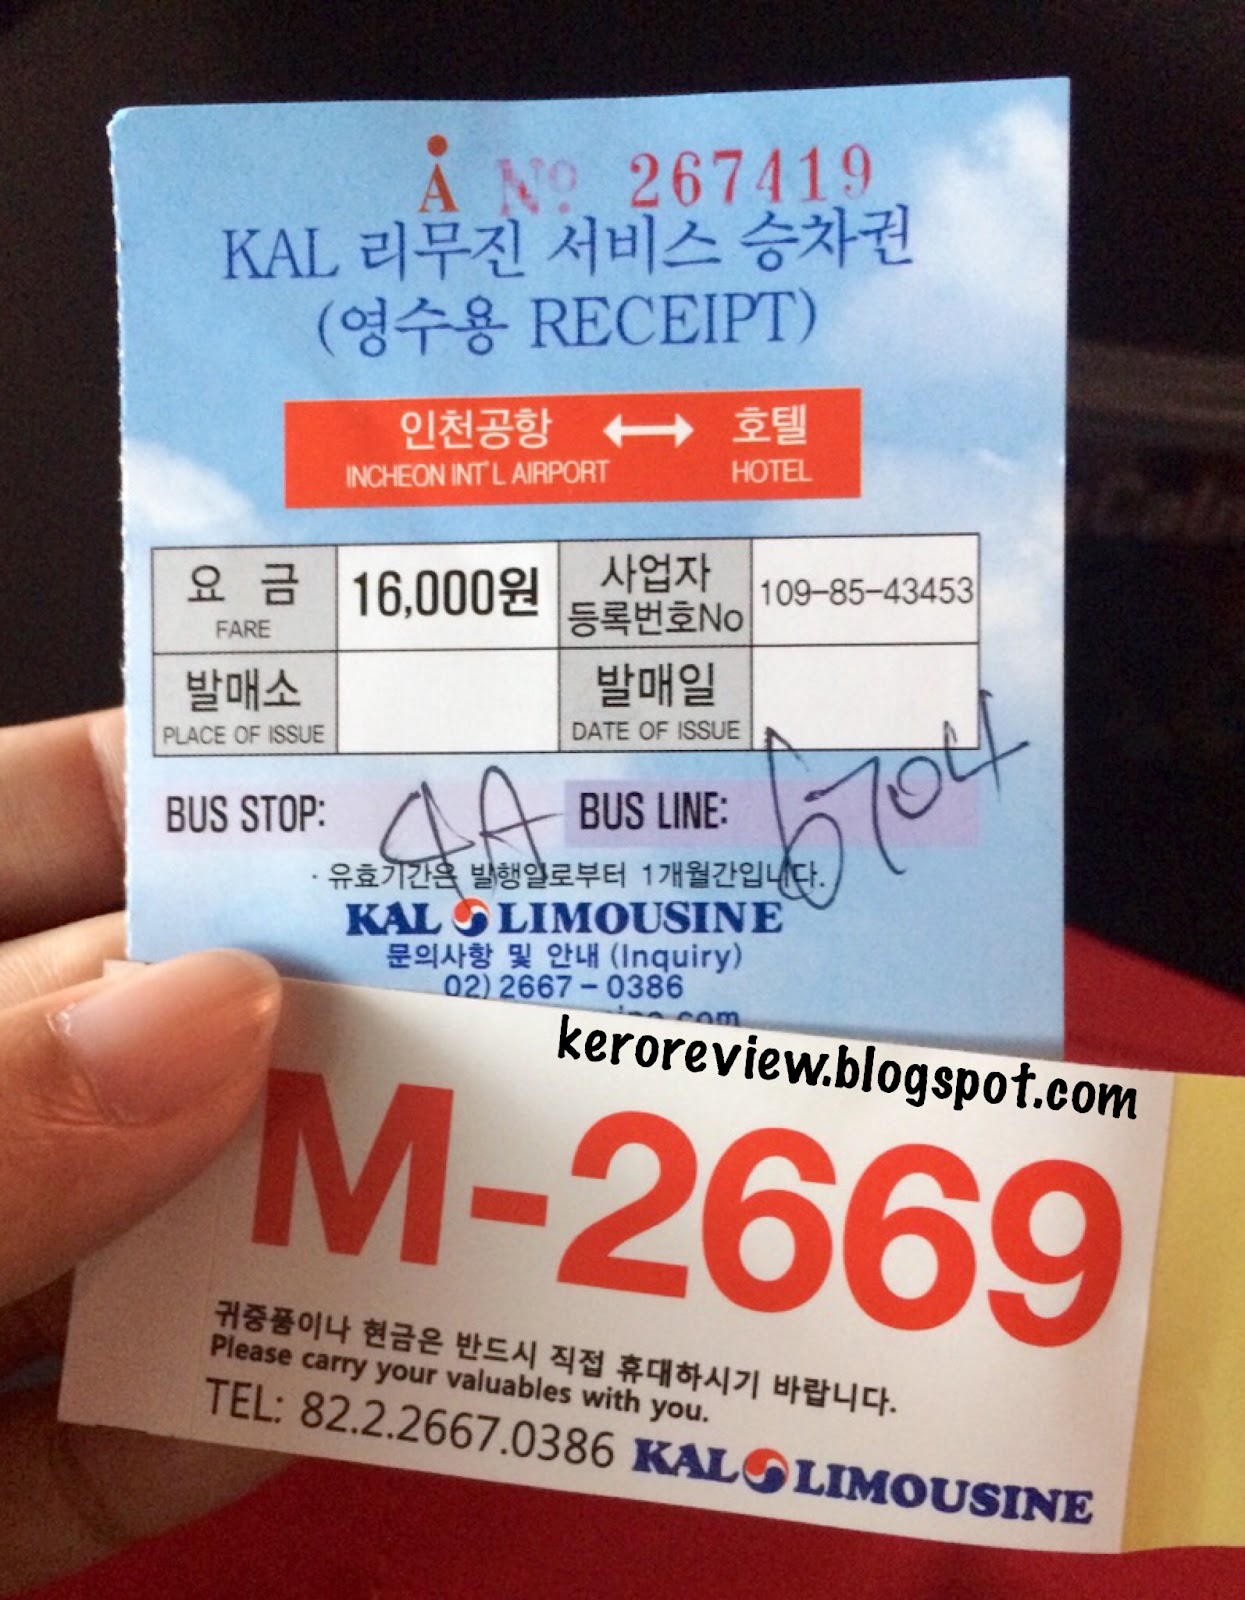 A Nº 267419
KAL 리무진 서비스 승차권
(영수용 RECEIPT)
인천공항 ↔ 호텔
INCHEON INT'L AIRPORT HOTEL
요 금 FARE 16,000원 사업자 등록번호No 109-85-43453
발매소 PLACE OF ISSUE 발매일 DATE OF ISSUE
BUS STOP: 4A BUS LINE: 6704
· 유효기간은 발행일로부터 1개월간입니다.
KAL LIMOUSINE
문의사항 및 안내 (Inquiry)
02) 2667-0386
keroreview.blogspot.com
M-2669
귀중품이나 현금은 반드시 직접 휴대하시기 바랍니다.
Please carry your valuables with you.
TEL: 82.2.2667.0386 KAL LIMOUSINE